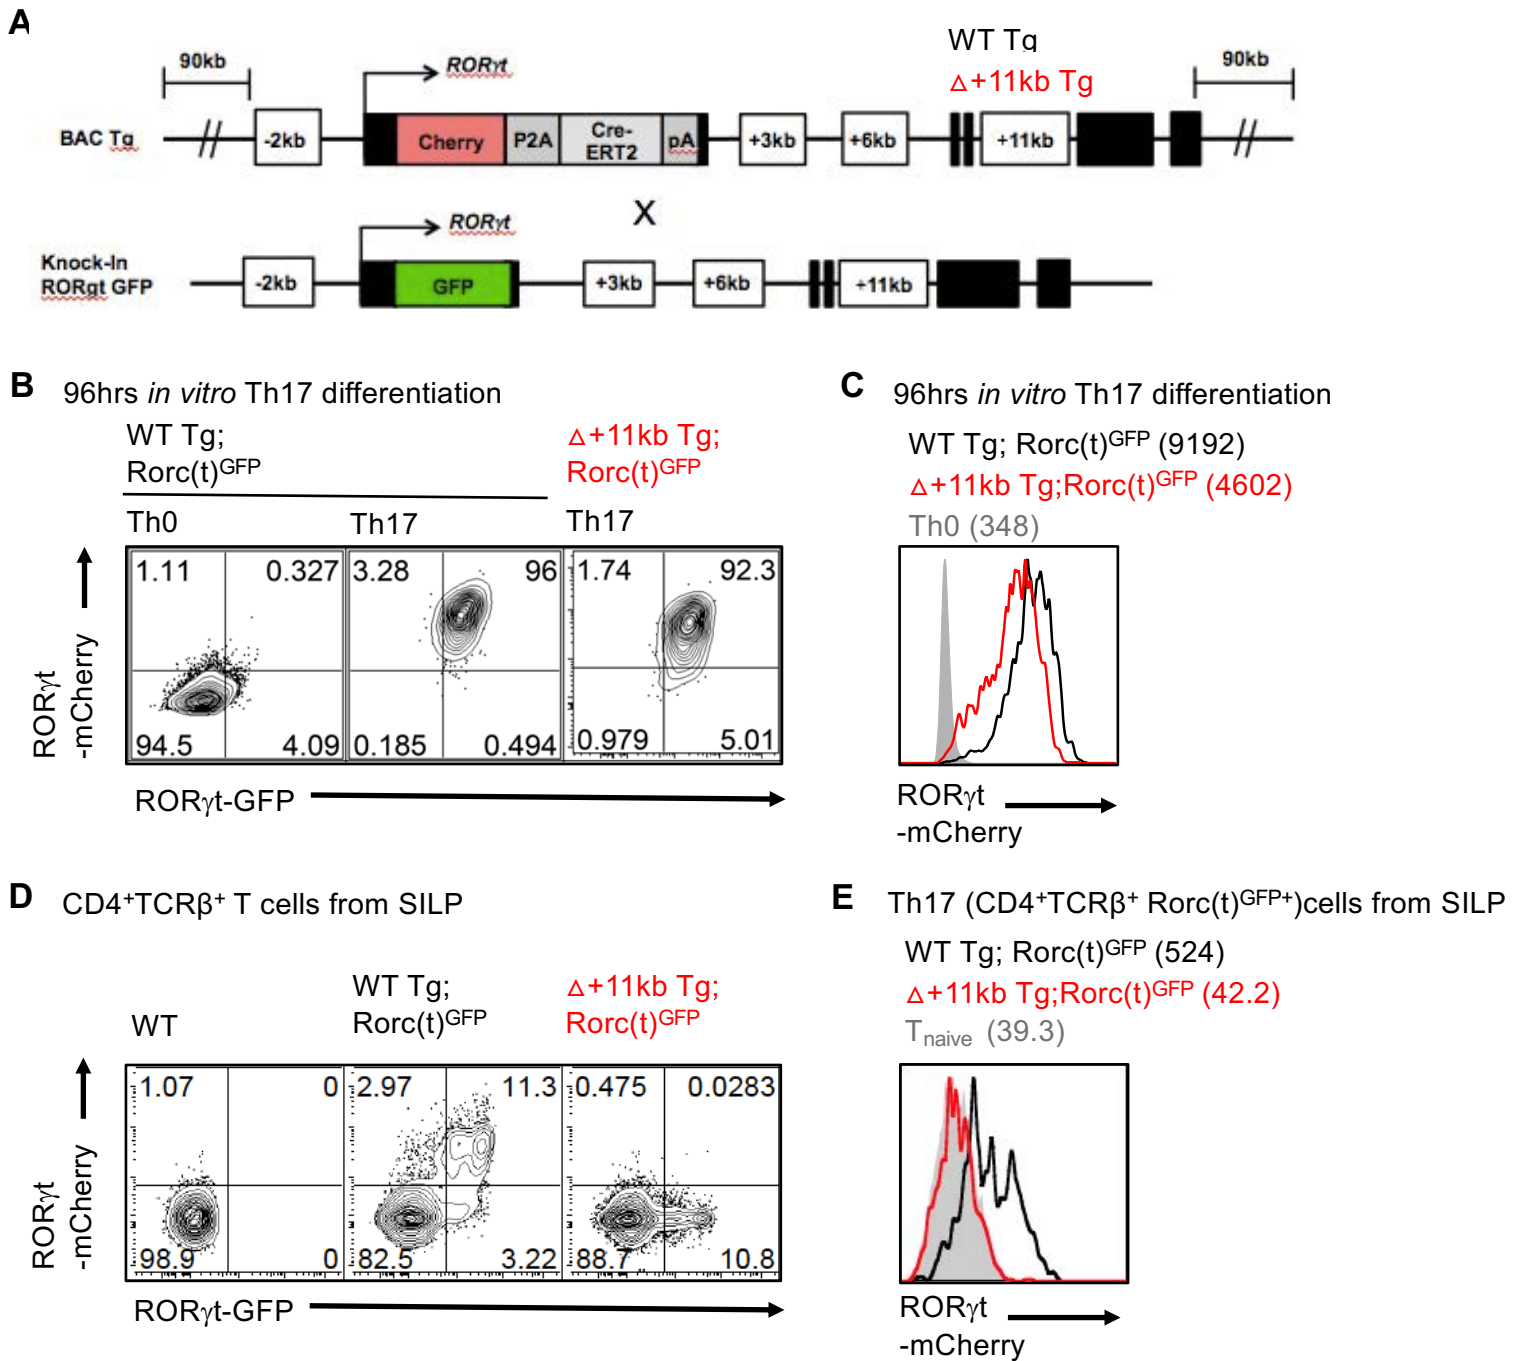 A
WT Tg
△+11kb Tg
90kb
RORγt
90kb
BAC Tg
-2kb
Cherry
P2A
Cre-
ERT2
pA
+3kb
+6kb
+11kb
X
RORγt
Knock-In
RORgt GFP
-2kb
GFP
+3kb
+6kb
+11kb
B 96hrs in vitro Th17 differentiation
WT Tg;
Rorc(t)GFP
△+11kb Tg;
Rorc(t)GFP
Th0
Th17
Th17
1.11 0.327
3.28 96
1.74 92.3
94.5 4.09
0.185 0.494
0.979 5.01
RORγt
-mCherry
RORγt-GFP
C 96hrs in vitro Th17 differentiation
WT Tg; Rorc(t)GFP (9192)
△+11kb Tg;Rorc(t)GFP (4602)
Th0 (348)
RORγt
-mCherry
D CD4+TCRβ+ T cells from SILP
WT
WT Tg;
Rorc(t)GFP
△+11kb Tg;
Rorc(t)GFP
1.07 0
2.97 11.3
0.475 0.0283
98.9 0
82.5 3.22
88.7 10.8
RORγt
-mCherry
RORγt-GFP
E Th17 (CD4+TCRβ+ Rorc(t)GFP+)cells from SILP
WT Tg; Rorc(t)GFP (524)
△+11kb Tg;Rorc(t)GFP (42.2)
Tnaive (39.3)
RORγt
-mCherry